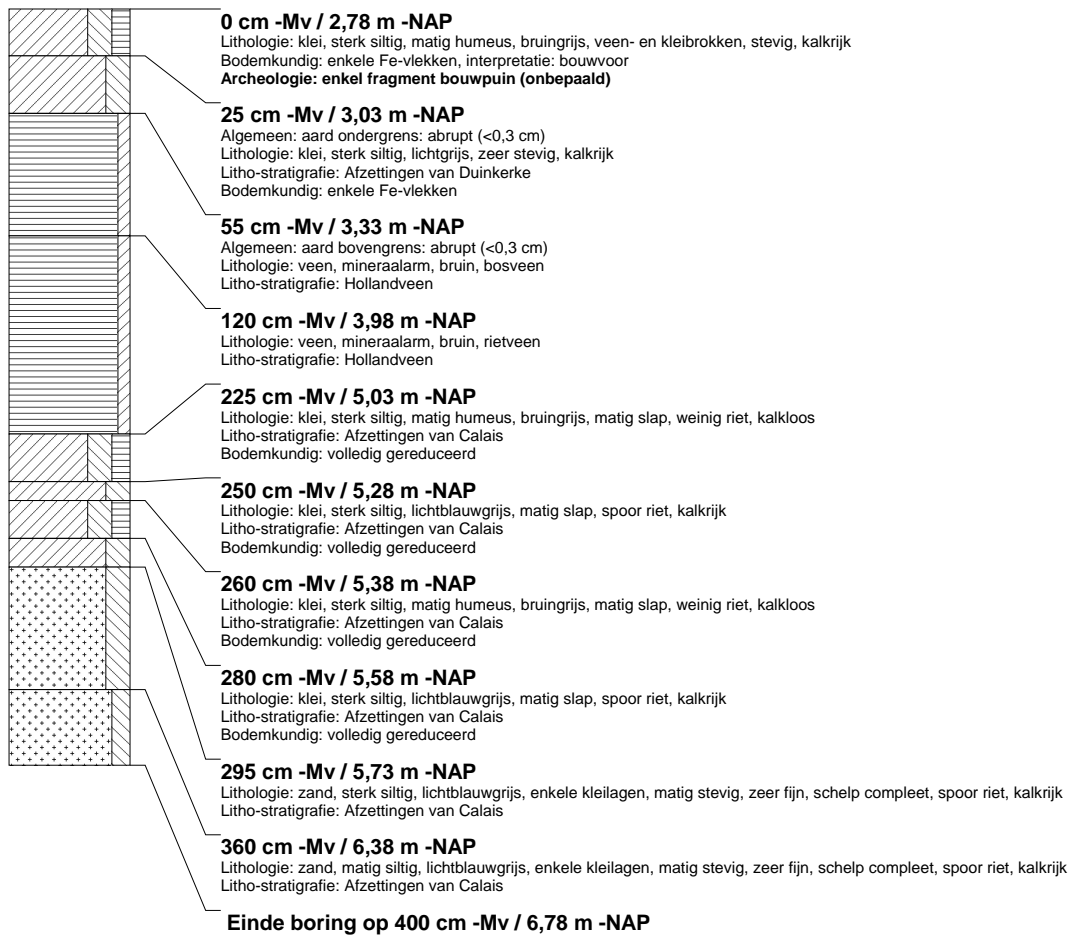 0 cm -Mv / 2,78 m -NAP
Lithologie: klei, sterk siltig, matig humeus, bruingrijs, veen- en kleibrokken, stevig, kalkrijk
Bodemkundig: enkele Fe-vlekken, interpretatie: bouwvoor
Archeologie: enkel fragment bouwpuin (onbepaald)
25 cm -Mv / 3,03 m -NAP
Algemeen: aard ondergrens: abrupt (<0,3 cm)
Lithologie: klei, sterk siltig, lichtgrijs, zeer stevig, kalkrijk
Litho-stratigrafie: Afzettingen van Duinkerke
Bodemkundig: enkele Fe-vlekken
55 cm -Mv / 3,33 m -NAP
Algemeen: aard bovengrens: abrupt (<0,3 cm)
Lithologie: veen, mineraalarm, bruin, bosveen
Litho-stratigrafie: Hollandveen
120 cm -Mv / 3,98 m -NAP
Lithologie: veen, mineraalarm, bruin, rietveen
Litho-stratigrafie: Hollandveen
225 cm -Mv / 5,03 m -NAP
Lithologie: klei, sterk siltig, matig humeus, bruingrijs, matig slap, weinig riet, kalkloos
Litho-stratigrafie: Afzettingen van Calais
Bodemkundig: volledig gereduceerd
250 cm -Mv / 5,28 m -NAP
Lithologie: klei, sterk siltig, lichtblauwgrijs, matig slap, spoor riet, kalkrijk
Litho-stratigrafie: Afzettingen van Calais
Bodemkundig: volledig gereduceerd
260 cm -Mv / 5,38 m -NAP
Lithologie: klei, sterk siltig, matig humeus, bruingrijs, matig slap, weinig riet, kalkloos
Litho-stratigrafie: Afzettingen van Calais
Bodemkundig: volledig gereduceerd
280 cm -Mv / 5,58 m -NAP
Lithologie: klei, sterk siltig, lichtblauwgrijs, matig slap, spoor riet, kalkrijk
Litho-stratigrafie: Afzettingen van Calais
Bodemkundig: volledig gereduceerd
295 cm -Mv / 5,73 m -NAP
Lithologie: zand, sterk siltig, lichtblauwgrijs, enkele kleilagen, matig stevig, zeer fijn, schelp compleet, spoor riet, kalkrijk
Litho-stratigrafie: Afzettingen van Calais
360 cm -Mv / 6,38 m -NAP
Lithologie: zand, matig siltig, lichtblauwgrijs, enkele kleilagen, matig stevig, zeer fijn, schelp compleet, spoor riet, kalkrijk
Litho-stratigrafie: Afzettingen van Calais
Einde boring op 400 cm -Mv / 6,78 m -NAP